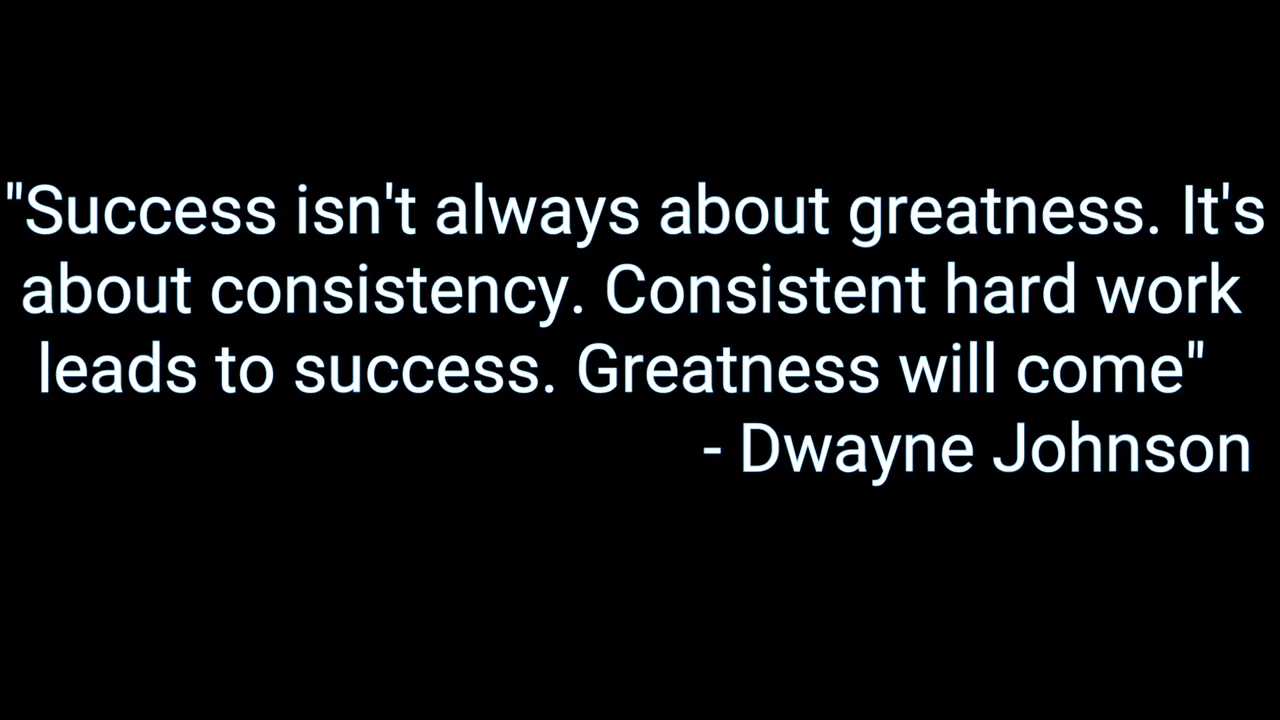 "Success isn't always about greatness. It's
about consistency. Consistent hard work
leads to success. Greatness will come"
- Dwayne Johnson